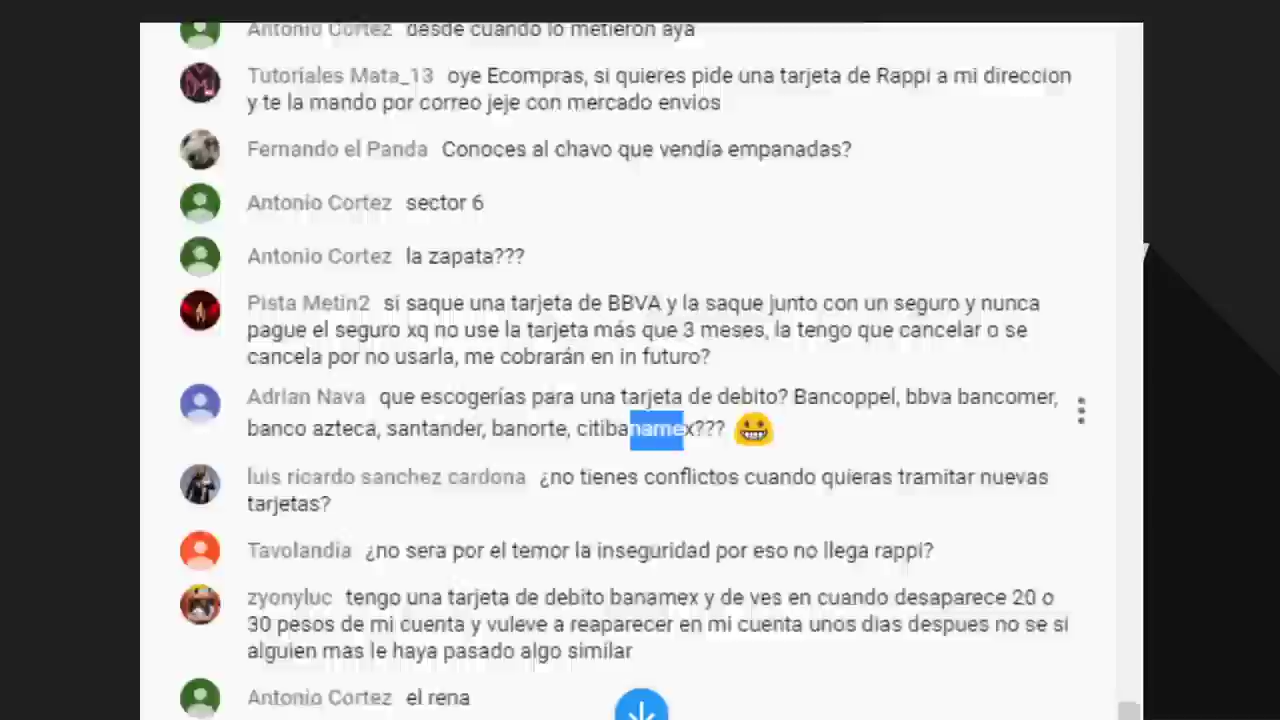 Antonio Cortez desde cuando lo metieron aya
Tutoriales Mata_13 oye Ecompras, si quieres pide una tarjeta de Rappi a mi direccion
y te la mando por correo jeje con mercado envios
Fernando el Panda Conoces al chavo que vendía empanadas?
Antonio Cortez sector 6
Antonio Cortez la zapata???
Pista Metin2 si saque una tarjeta de BBVA y la saque junto con un seguro y nunca
pague el seguro xq no use la tarjeta más que 3 meses, la tengo que cancelar o se
cancela por no usarla, me cobrarán en in futuro?
Adrian Nava que escogerías para una tarjeta de debito? Bancoppel, bbva bancomer,
banco azteca, santander, banorte, citibanamex???
luis ricardo sanchez cardona ¿no tienes conflictos cuando quieras tramitar nuevas
tarjetas?
Tavolandia ¿no sera por el temor la inseguridad por eso no llega rappi?
zyonyluc tengo una tarjeta de debito banamex y de ves en cuando desaparece 20 o
30 pesos de mi cuenta y vuleve a reaparecer en mi cuenta unos dias despues no se si
alguien mas le haya pasado algo similar
Antonio Cortez el rena